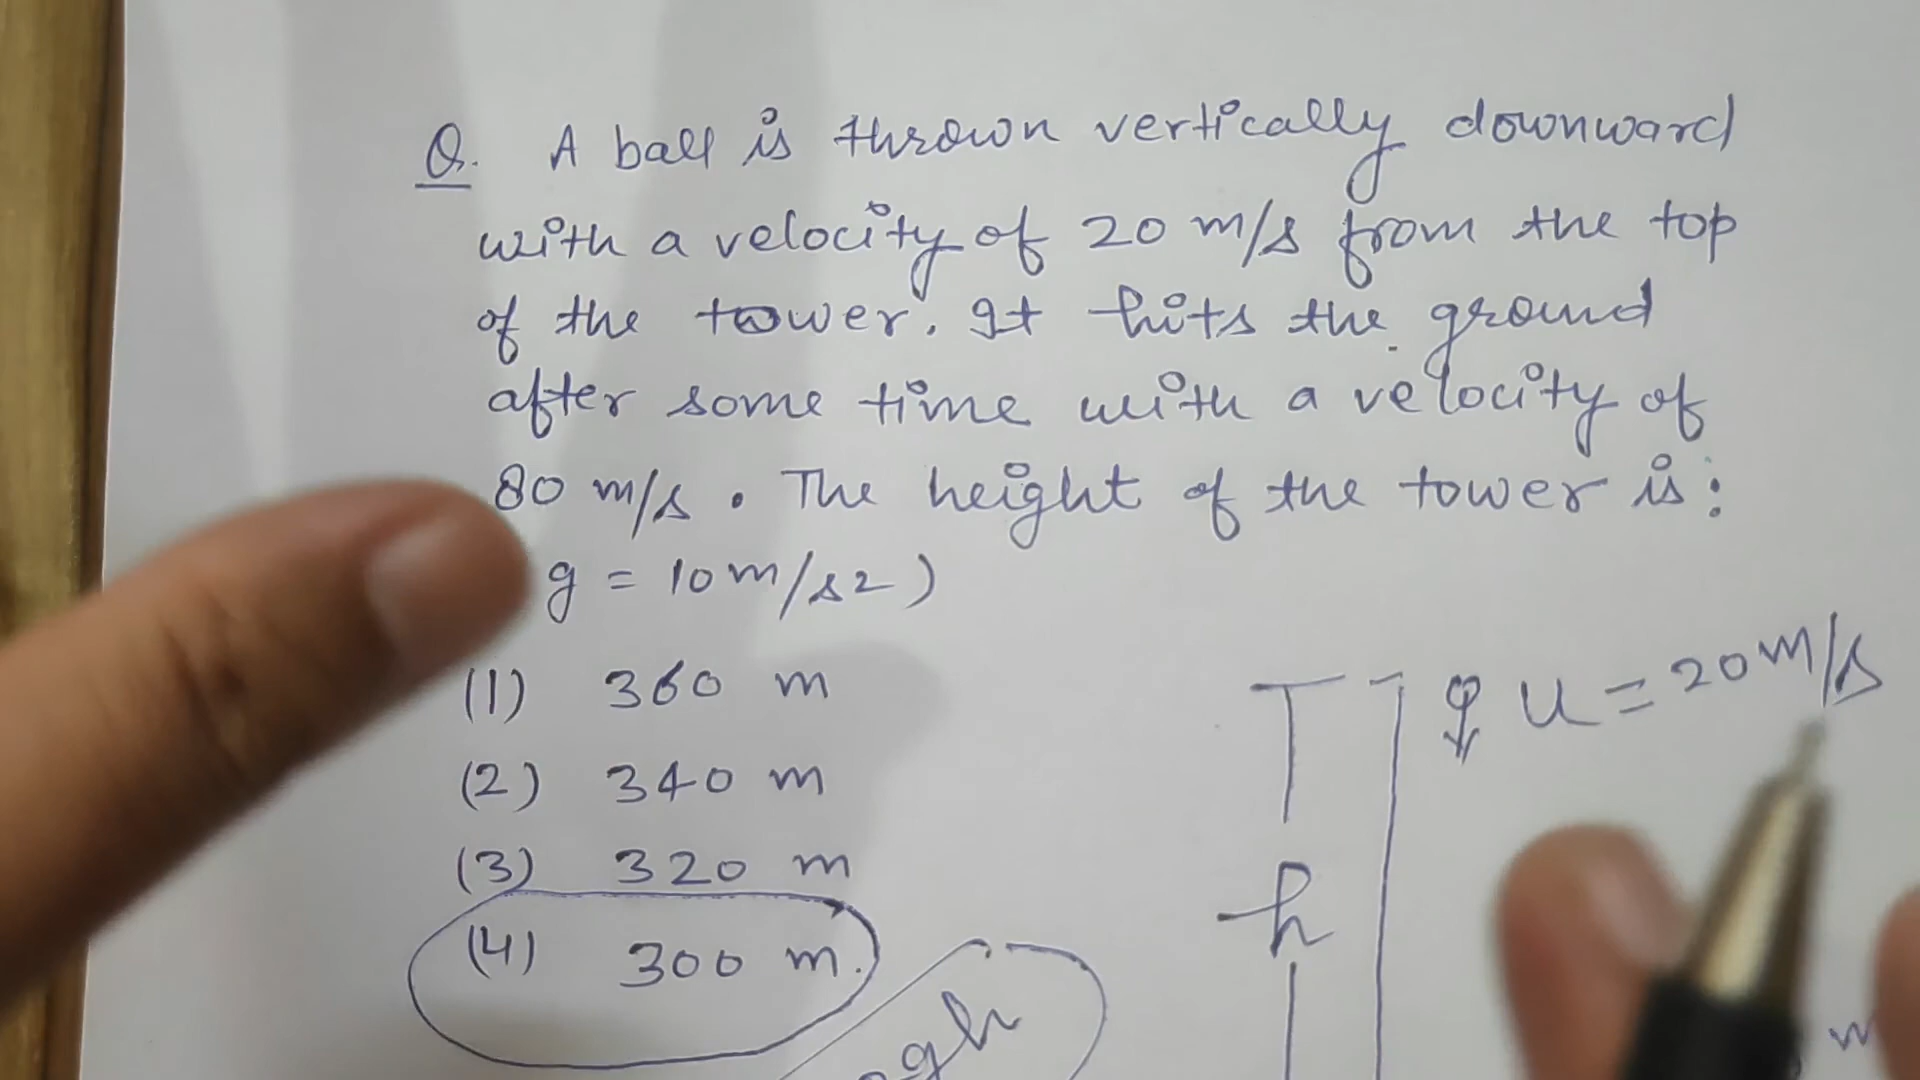 Q. A ball is thrown vertically downward
with a velocity of 20 m/s from the top
of the tower. It hits the ground
after some time with a velocity of
80 m/s. The height of the tower is:
g = 10 m/s2)
(1) 360 m
(2) 340 m
(3) 320 m
(4) 300 m.
u = 20 m/s
h